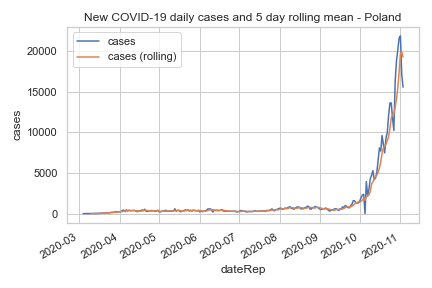 New COVID-19 daily cases and 5 day rolling mean - Poland
cases
cases (rolling)
cases
20000
15000
10000
5000
0
2020-03
2020-04
2020-05
2020-06
2020-07
2020-08
2020-09
2020-10
2020-11
dateRep